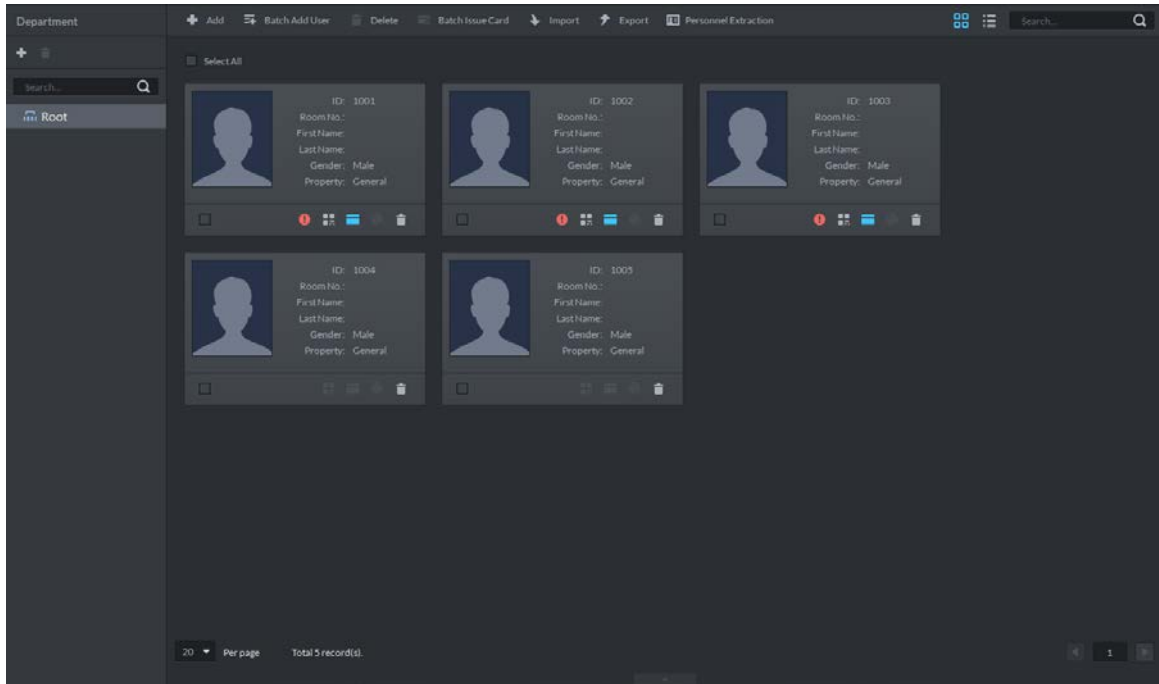 Department
Add Batch Add User Delete Batch Issue Card Import Export Personnel Extraction Search...
Select All
Search...
Root
ID: 1001
Room No.:
First Name:
Last Name:
Gender: Male
Property: General
ID: 1002
Room No.:
First Name:
Last Name:
Gender: Male
Property: General
ID: 1003
Room No.:
First Name:
Last Name:
Gender: Male
Property: General
ID: 1004
Room No.:
First Name:
Last Name:
Gender: Male
Property: General
ID: 1005
Room No.:
First Name:
Last Name:
Gender: Male
Property: General
20 Per page Total 5 record(s). 1